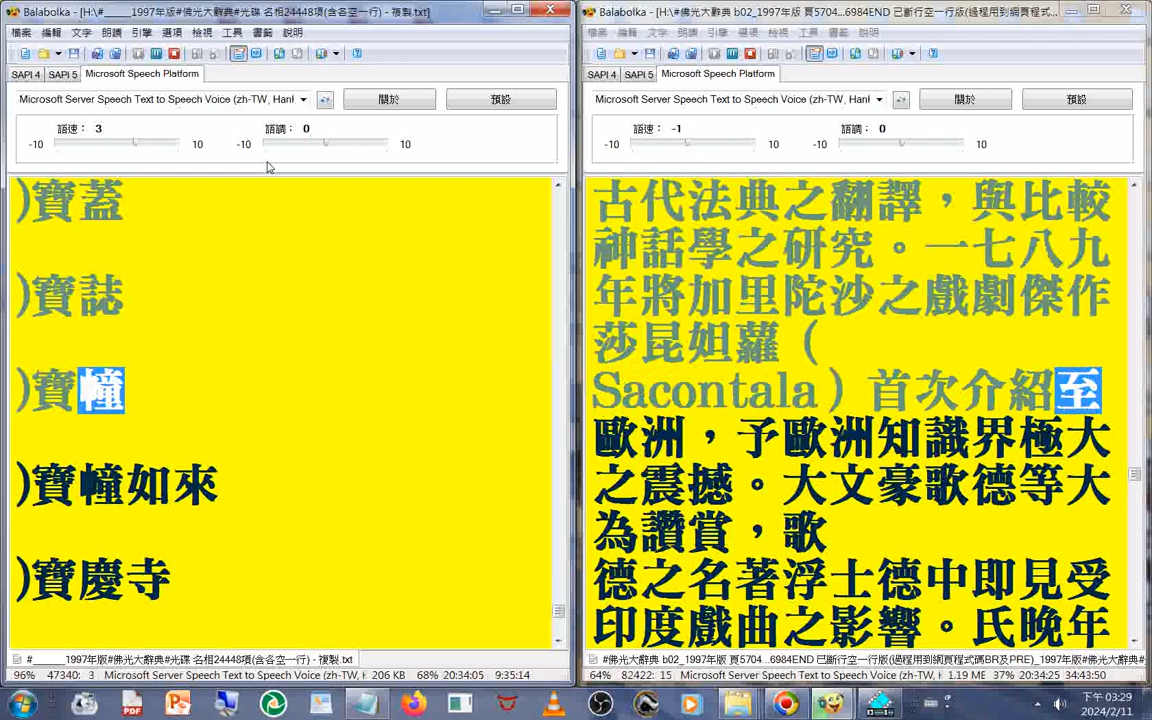 Balabolka - [H:\#_____1997年版#佛光大辭典#光碟 名相24448項(含各空一行) - 複製.txt]
檔案 編輯 文字 朗讀 引擎 選項 檢視 工具 書籤 說明
SAPI 4 SAPI 5 Microsoft Speech Platform
Microsoft Server Speech Text to Speech Voice (zh-TW, Hanl 關於 預設
語速： 3 語調： 0
-10 10 -10 10
)寶蓋
)寶誌
)寶幢
)寶幢如來
)寶慶寺
#_____1997年版#佛光大辭典#光碟 名相24448項(含各空一行) - 複製.txt
96% 47340: 3 Microsoft Server Speech Text to Speech Voice (zh-TW, H 206 KB 68% 20:34:05 9:35:14
Balabolka - [H:\#佛光大辭典 b02_1997年版 頁5704...6984END 已斷行空一行版(過程用到網頁程式...
檔案 編輯 文字 朗讀 引擎 選項 檢視 工具 書籤 說明
SAPI 4 SAPI 5 Microsoft Speech Platform
Microsoft Server Speech Text to Speech Voice (zh-TW, Hanl 關於 預設
語速： -1 語調： 0
-10 10 -10 10
古代法典之翻譯，與比較
神話學之研究。一七八九
年將加里陀沙之戲劇傑作
莎昆妲蘿（
Sacontala）首次介紹至
歐洲，予歐洲知識界極大
之震撼。大文豪歌德等大
為讚賞，歌
德之名著浮士德中即見受
印度戲曲之影響。氏晚年
#佛光大辭典 b02_1997年版 頁5704...6984END 已斷行空一行版(過程用到網頁程式碼BR及PRE)_1997年版#佛光大辭典#
64% 82422: 15 Microsoft Server Speech Text to Speech Voice (zh-TW, H 1.19 MB 37% 20:34:25 34:43:50
下午 03:29
2024/2/11